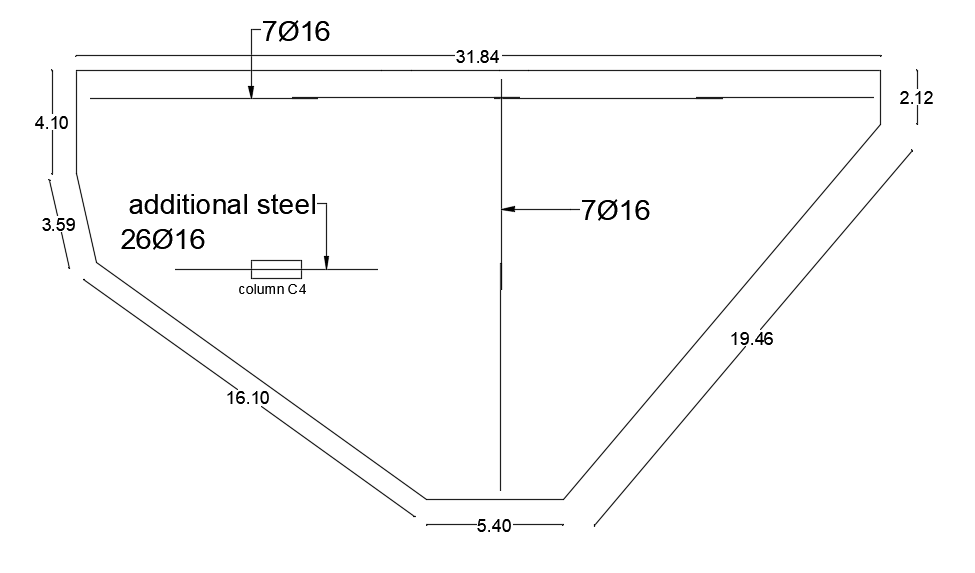 7Ø16
31.84
2.12
4.10
additional steel
26Ø16
7Ø16
3.59
column C4
19.46
16.10
5.40